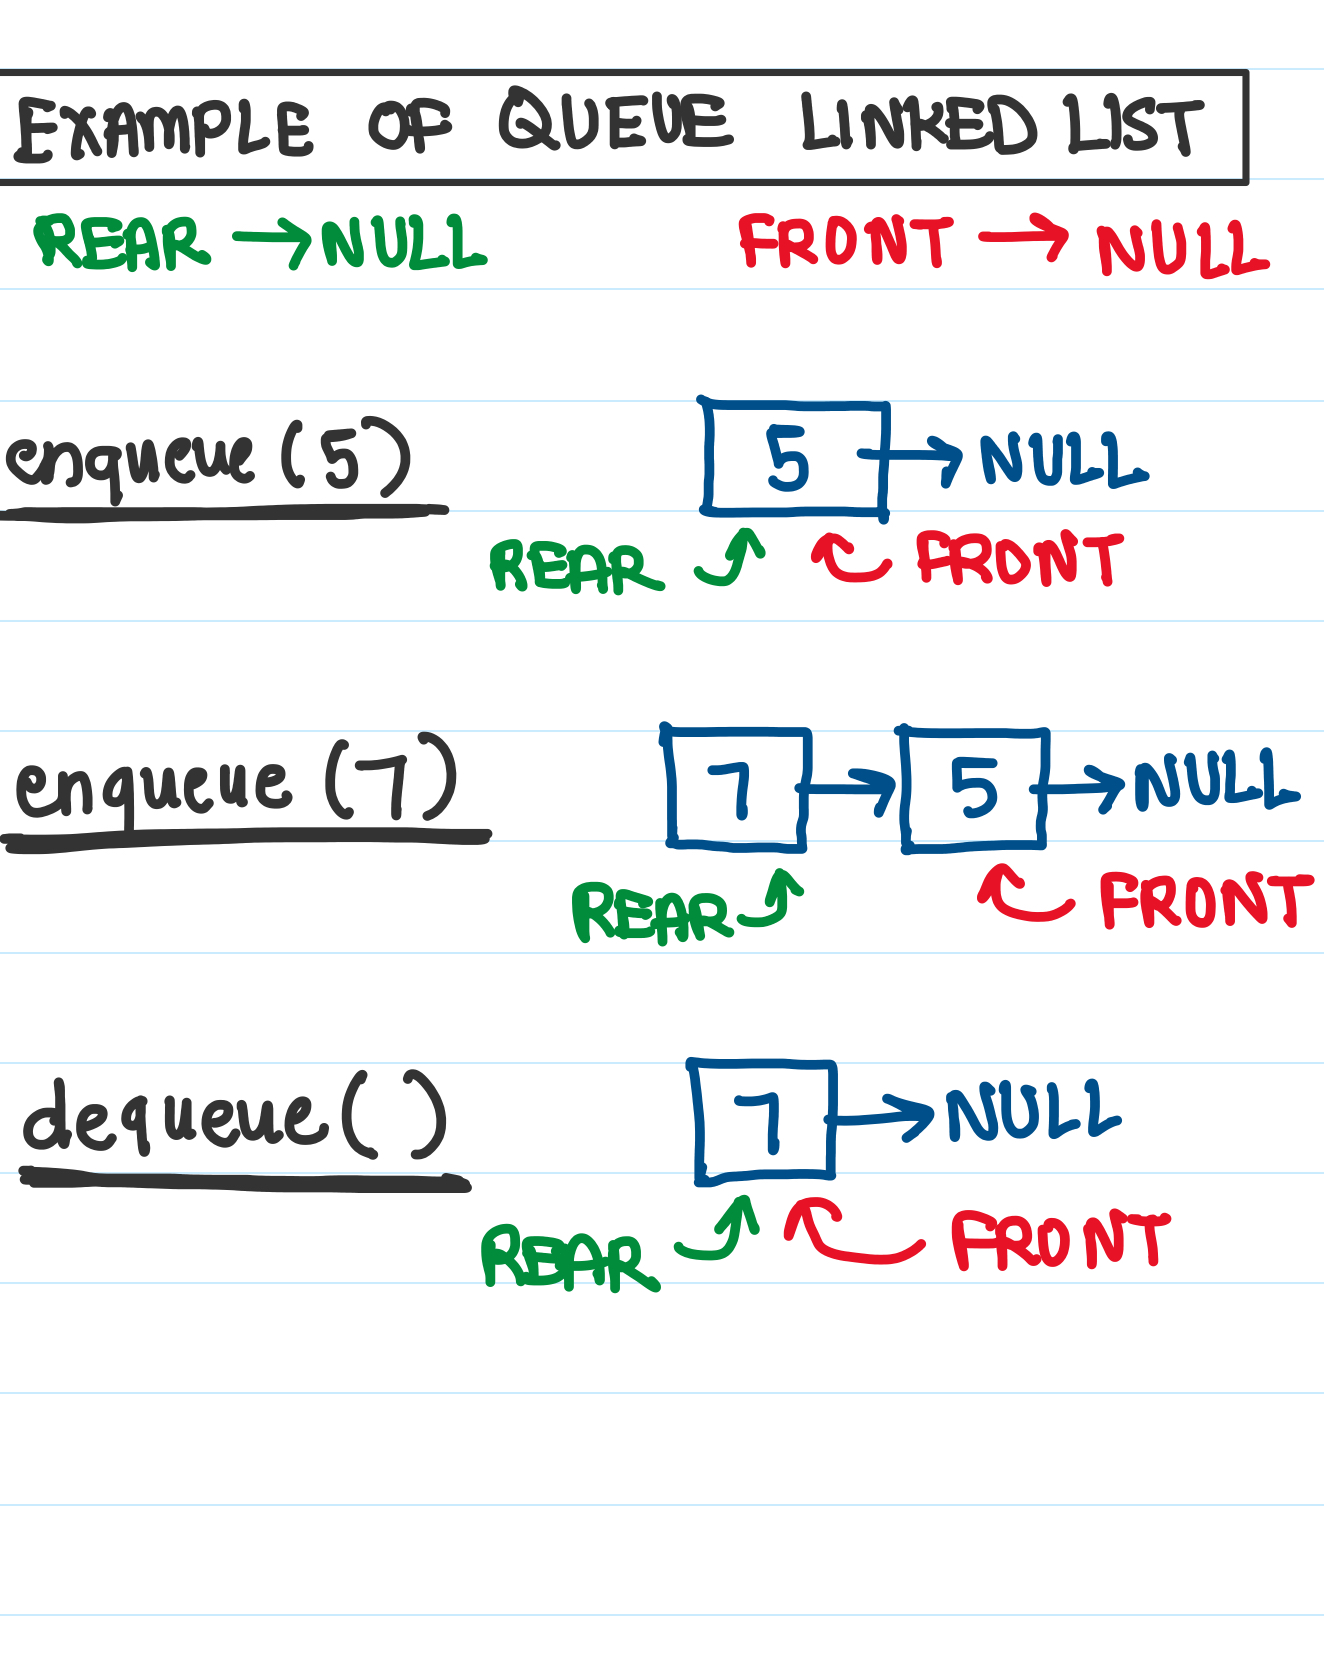 EXAMPLE OF QUEUE LINKED LIST
REAR → NULL FRONT → NULL
enqueue (5) 5 → NULL
REAR FRONT
enqueue (7) 7 → 5 → NULL
REAR FRONT
dequeue( ) 7 → NULL
REAR FRONT